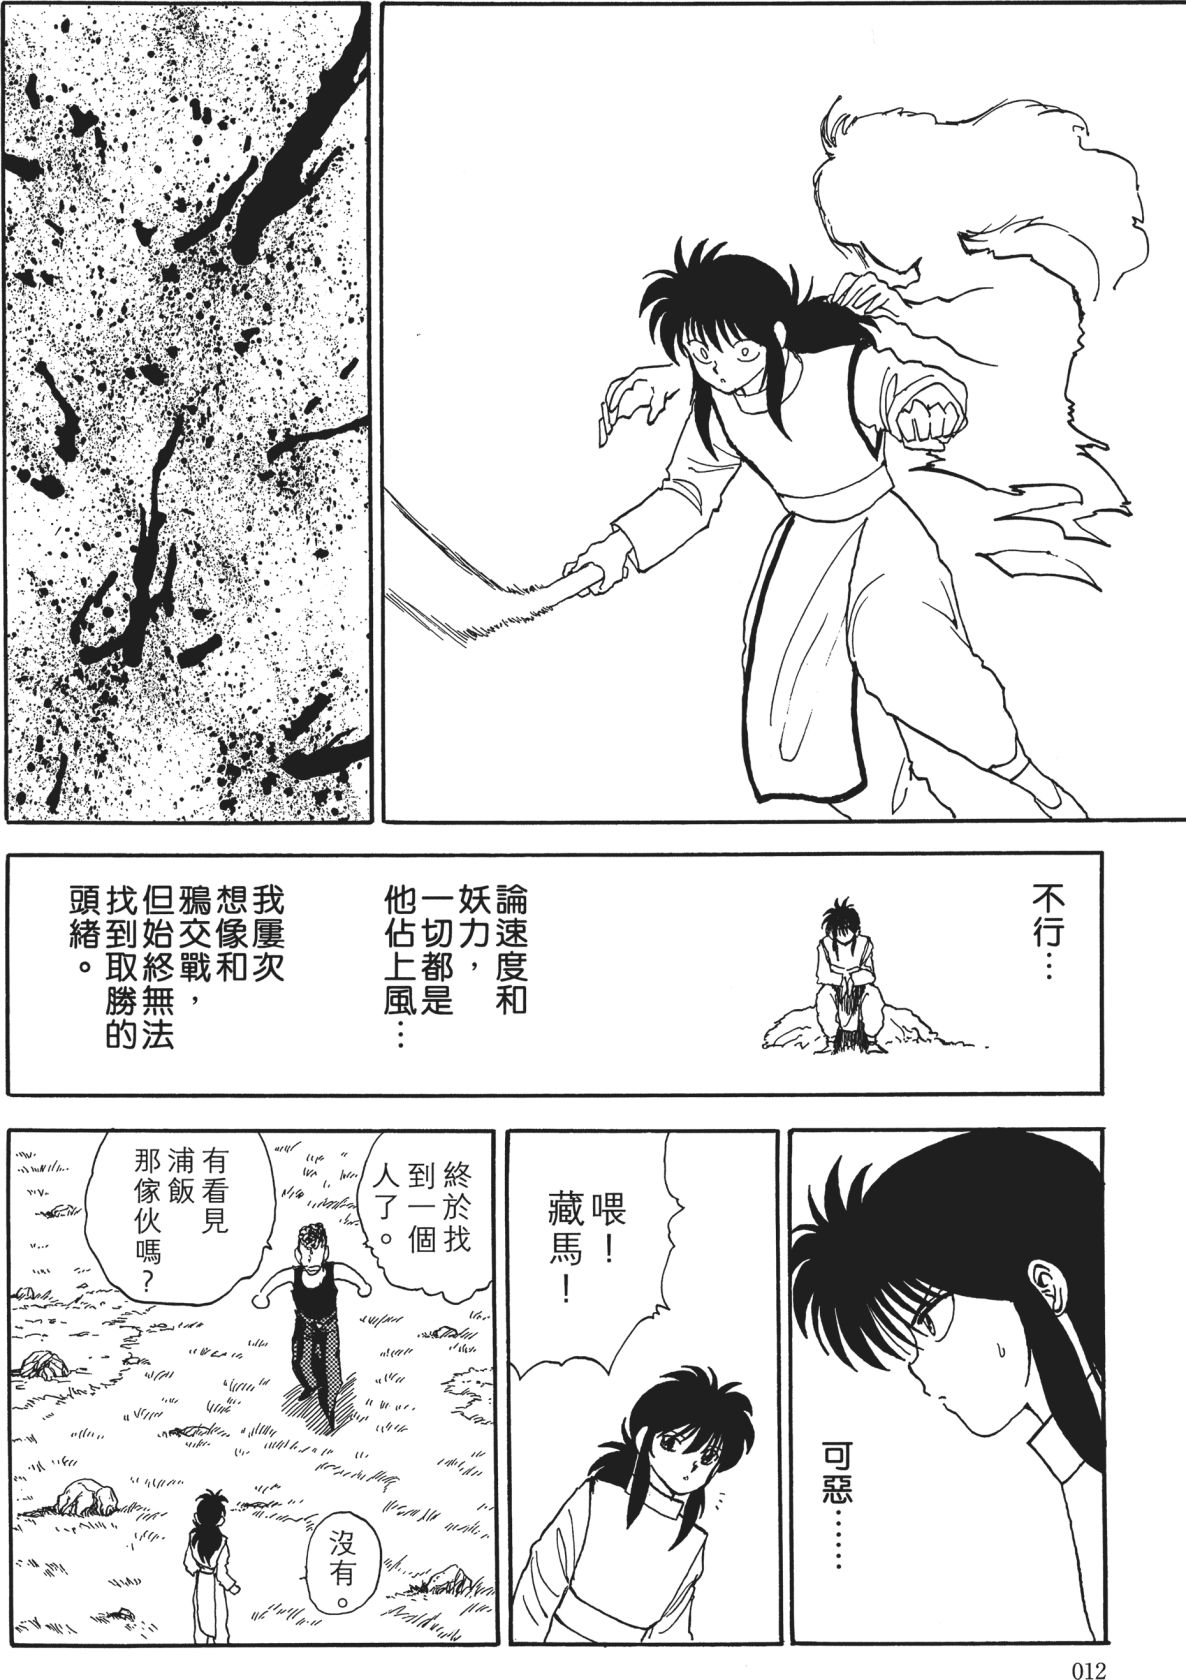 不行…
論速度和
妖力，
一切都是
他佔上風…
我屢次
想像和
鴉交戰，
但始終無法
找到取勝的
頭緒。
可惡……
喂！
藏馬！
終於找
到一個
人了。
有看見
浦飯
那傢伙嗎？
沒有。
012